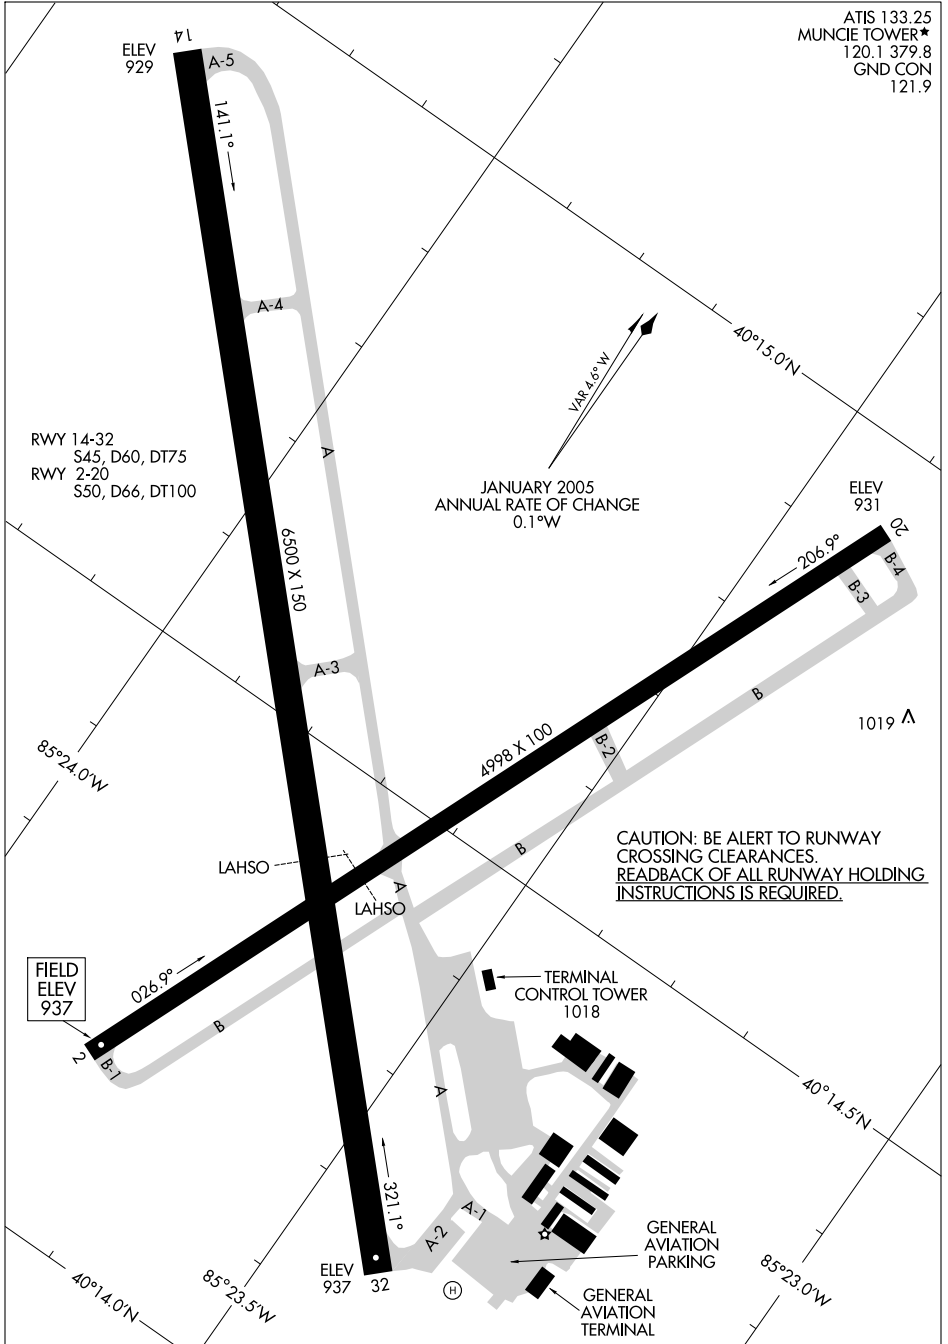 ATIS 133.25
MUNCIE TOWER★
120.1 379.8
GND CON
121.9
14
ELEV
929
A-5
141.1°
A-4
40°15.0'N
VAR 4.6° W
RWY 14-32
S45, D60, DT75
RWY 2-20
S50, D66, DT100
A
JANUARY 2005
ANNUAL RATE OF CHANGE
0.1°W
ELEV
931
20
206.9°
B-4
B-3
6500 X 150
A-3
B
1019
4998 X 100
B-2
85°24.0'W
CAUTION: BE ALERT TO RUNWAY
CROSSING CLEARANCES.
READBACK OF ALL RUNWAY HOLDING
INSTRUCTIONS IS REQUIRED.
B
LAHSO
A
LAHSO
FIELD
ELEV
937
026.9°
TERMINAL
CONTROL TOWER
1018
B
2
B-1
A
40°14.5'N
321.1°
A-1
A-2
GENERAL
AVIATION
PARKING
ELEV
937
32
H
40°14.0'N
85°23.5'W
85°23.0'W
GENERAL
AVIATION
TERMINAL